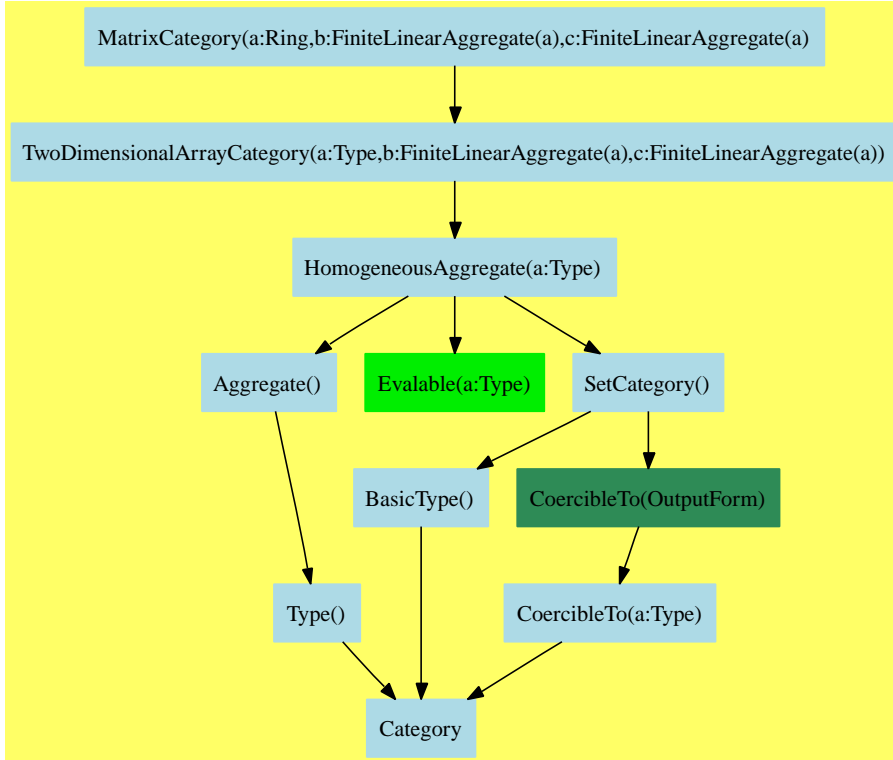 MatrixCategory(a:Ring,b:FiniteLinearAggregate(a),c:FiniteLinearAggregate(a)
TwoDimensionalArrayCategory(a:Type,b:FiniteLinearAggregate(a),c:FiniteLinearAggregate(a))
HomogeneousAggregate(a:Type)
Aggregate()
Evalable(a:Type)
SetCategory()
BasicType()
CoercibleTo(OutputForm)
Type()
CoercibleTo(a:Type)
Category